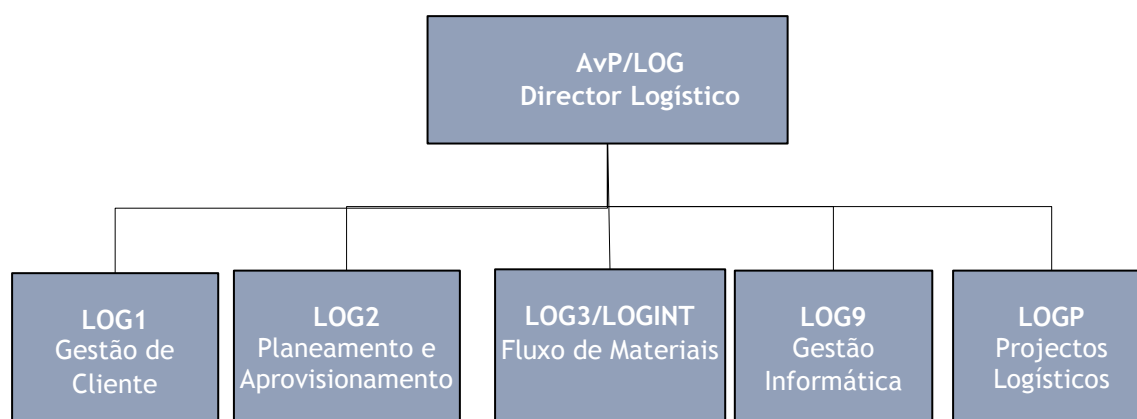 AvP/LOG
Director Logístico
LOG1
Gestão de
Cliente
LOG2
Planeamento e
Aprovisionamento
LOG3/LOGINT
Fluxo de Materiais
LOG9
Gestão
Informática
LOGP
Projectos
Logísticos